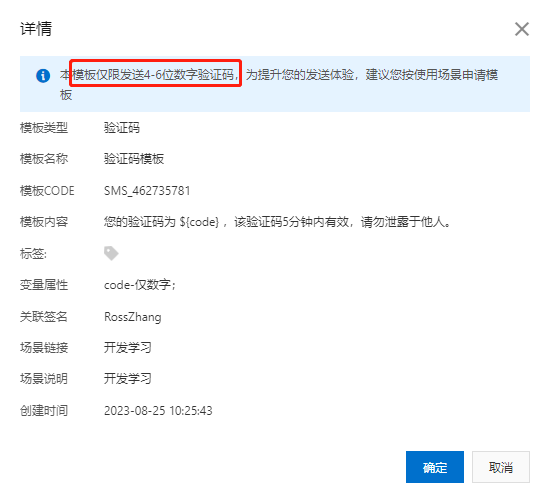 详情
本模板仅限发送4-6位数字验证码，为提升您的发送体验，建议您按使用场景申请模
板
模板类型 验证码
模板名称 验证码模板
模板CODE SMS_462735781
模板内容 您的验证码为 ${code} ，该验证码5分钟内有效，请勿泄露于他人。
标签:
变量属性 code-仅数字；
关联签名 RossZhang
场景链接 开发学习
场景说明 开发学习
创建时间 2023-08-25 10:25:43
确定 取消